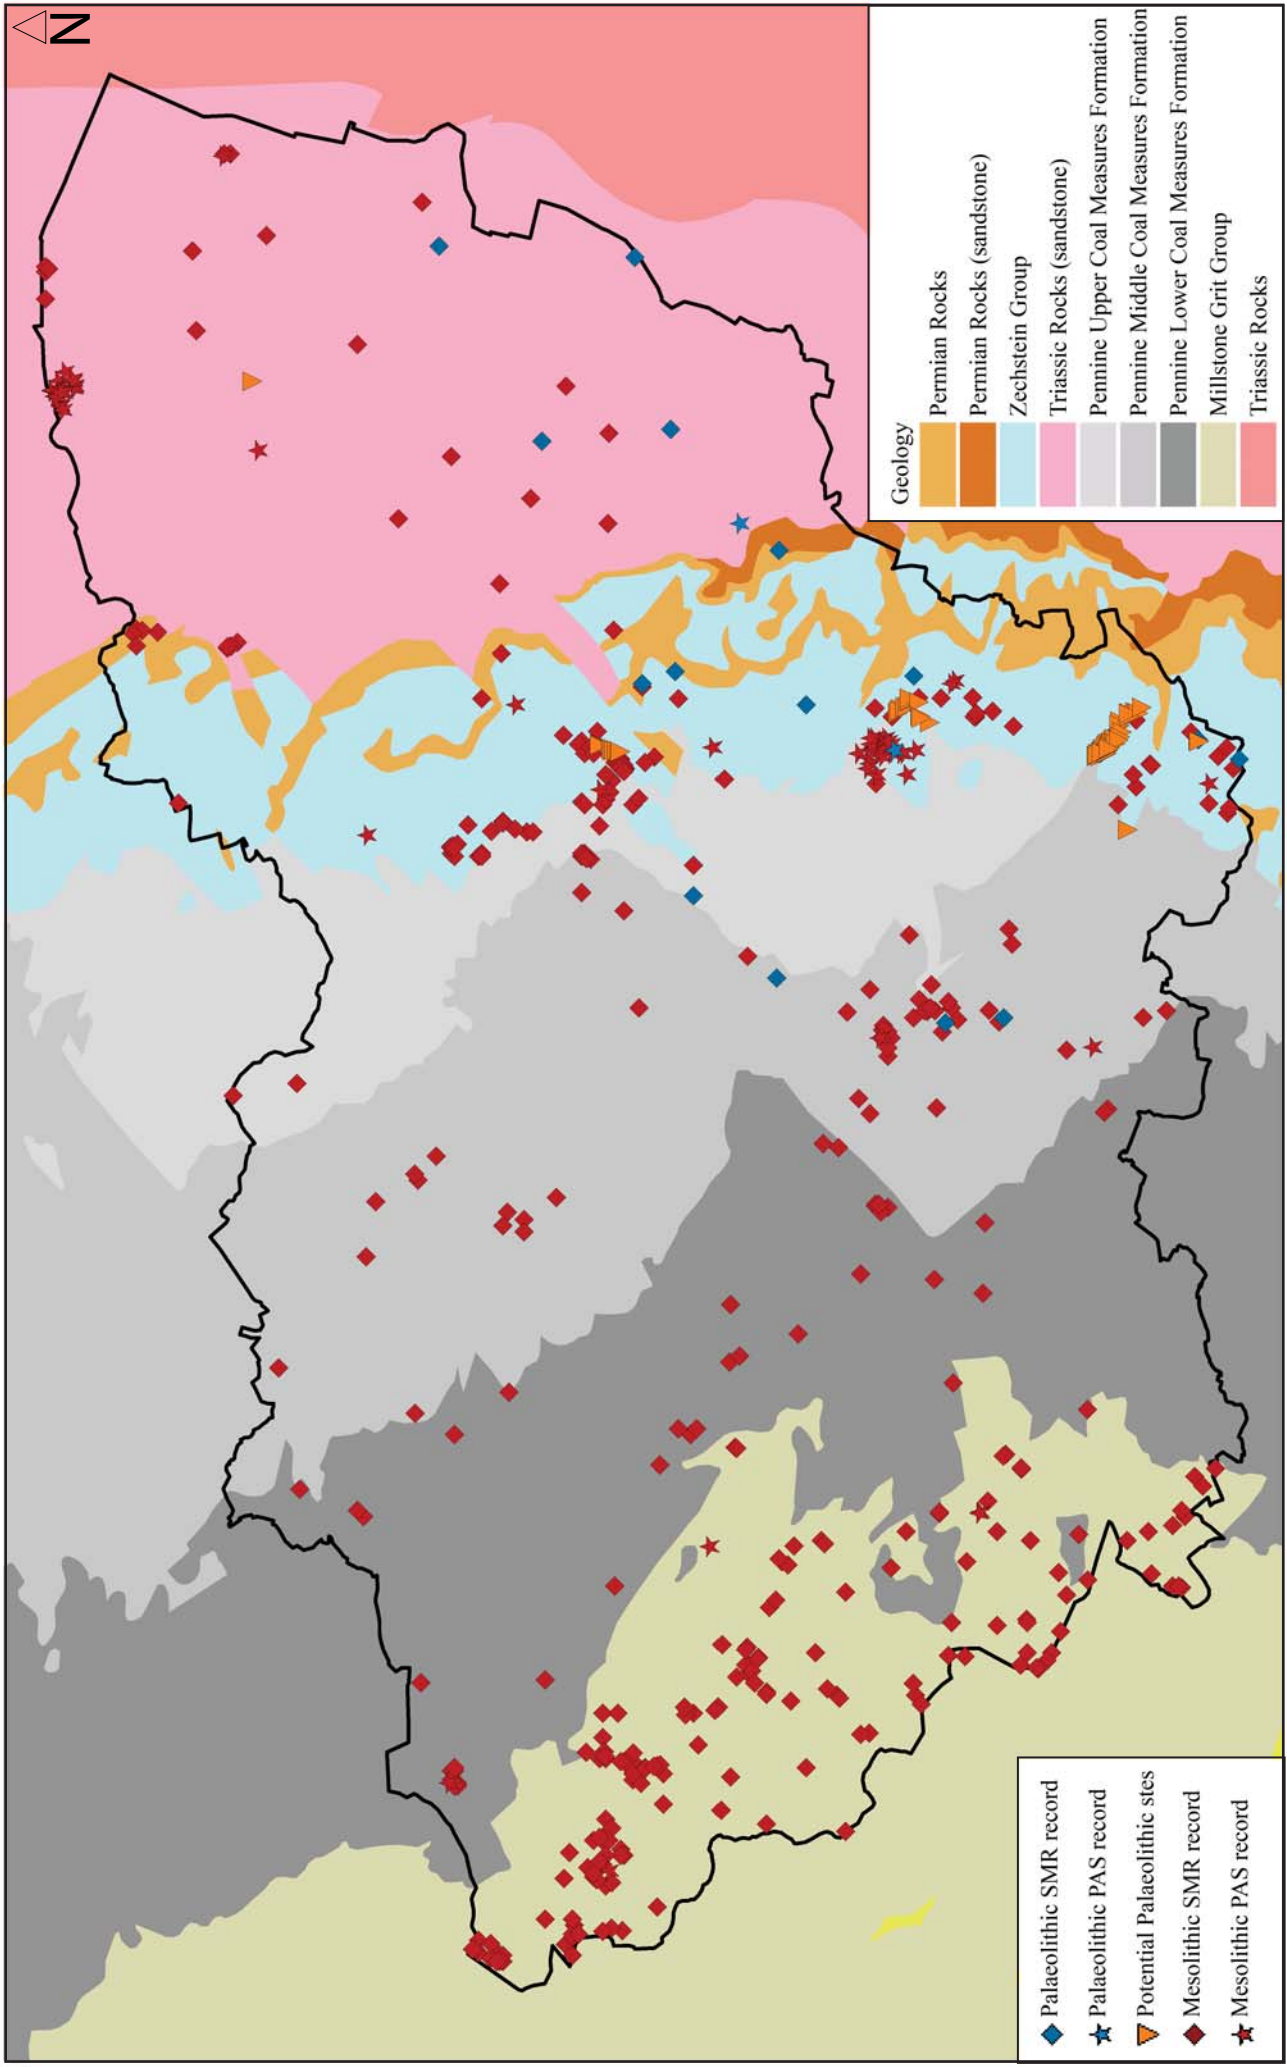 N
Geology
Permian Rocks
Permian Rocks (sandstone)
Zechstein Group
Triassic Rocks (sandstone)
Pennine Upper Coal Measures Formation
Pennine Middle Coal Measures Formation
Pennine Lower Coal Measures Formation
Millstone Grit Group
Triassic Rocks
Palaeolithic SMR record
Palaeolithic PAS record
Potential Palaeolithic stes
Mesolithic SMR record
Mesolithic PAS record